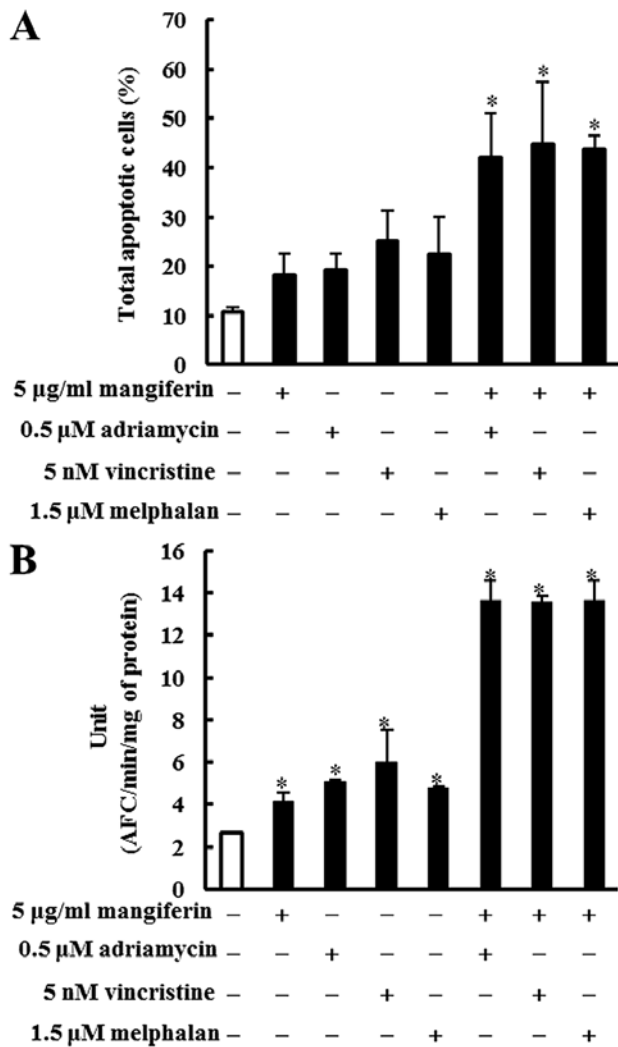 A
70
60
50
40
30
20
10
0
Total apoptotic cells (%)
* * *
5 µg/ml mangiferin – + – – – + + +
0.5 µM adriamycin – – + – – + – –
5 nM vincristine – – – + – – + –
1.5 µM melphalan – – – – + – – +
B
16
14
12
10
8
6
4
2
0
Unit
(AFC/min/mg of protein)
* * * * * * *
5 µg/ml mangiferin – + – – – + + +
0.5 µM adriamycin – – + – – + – –
5 nM vincristine – – – + – – + –
1.5 µM melphalan – – – – + – – +